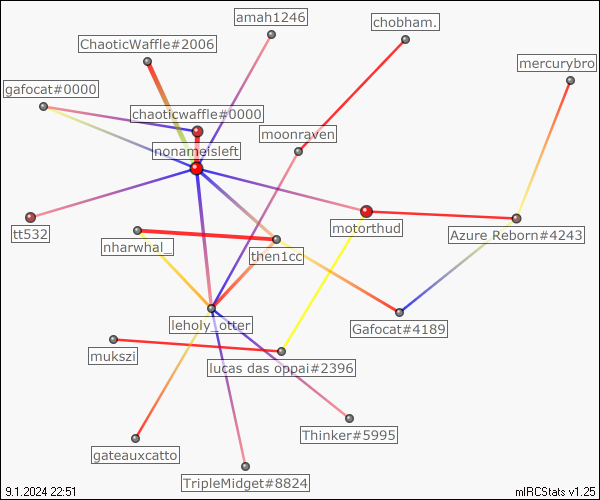 amah1246
chobham.
ChaoticWaffle#2006
mercurybro
gafocat#0000
chaoticwaffle#0000
moonraven
nonameisleft
tt532
motorthud
Azure Reborn#4243
nharwhal_
then1cc
leholy_otter
Gafocat#4189
mukszi
lucas das oppai#2396
Thinker#5995
gateauxcatto
TripleMidget#8824
9.1.2024 22:51
mIRCStats v1.25